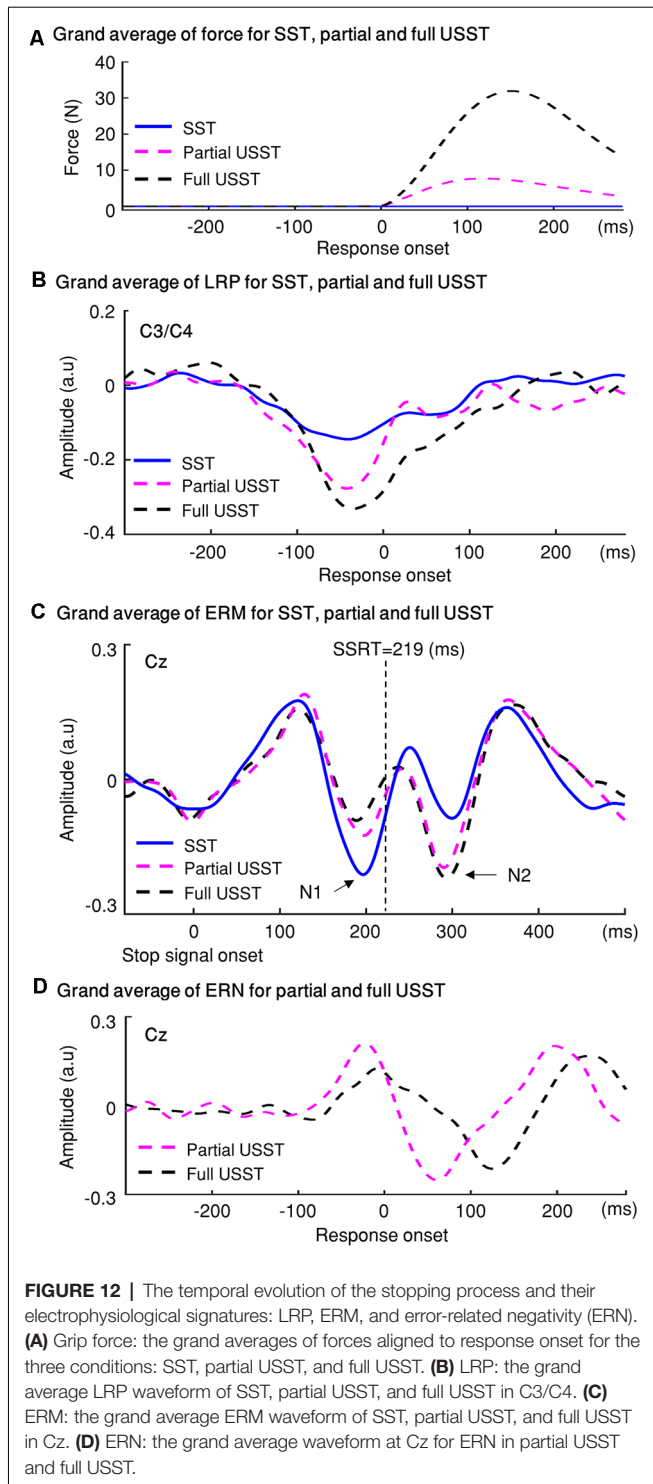 A Grand average of force for SST, partial and full USST
40
30
20
10
0
Force (N)
SST
Partial USST
Full USST
-200 -100 0 100 200 (ms)
Response onset
B Grand average of LRP for SST, partial and full USST
0.2
0
-0.2
-0.4
Amplitude (a.u)
C3/C4
SST
Partial USST
Full USST
-200 -100 0 100 200 (ms)
Response onset
C Grand average of ERM for SST, partial and full USST
0.3
0
-0.3
Amplitude (a.u)
Cz
SSRT=219 (ms)
SST
Partial USST
Full USST
N1
N2
0 200 300 400 (ms)
Stop signal onset
D Grand average of ERN for partial and full USST
0.3
0
-0.3
Amplitude (a.u)
Cz
Partial USST
Full USST
-200 -100 0 100 200 (ms)
Response onset
FIGURE 12 | The temporal evolution of the stopping process and their
electrophysiological signatures: LRP, ERM, and error-related negativity (ERN).
(A) Grip force: the grand averages of forces aligned to response onset for the
three conditions: SST, partial USST, and full USST. (B) LRP: the grand
average LRP waveform of SST, partial USST, and full USST in C3/C4. (C)
ERM: the grand average ERM waveform of SST, partial USST, and full USST
in Cz. (D) ERN: the grand average waveform at Cz for ERN in partial USST
and full USST.